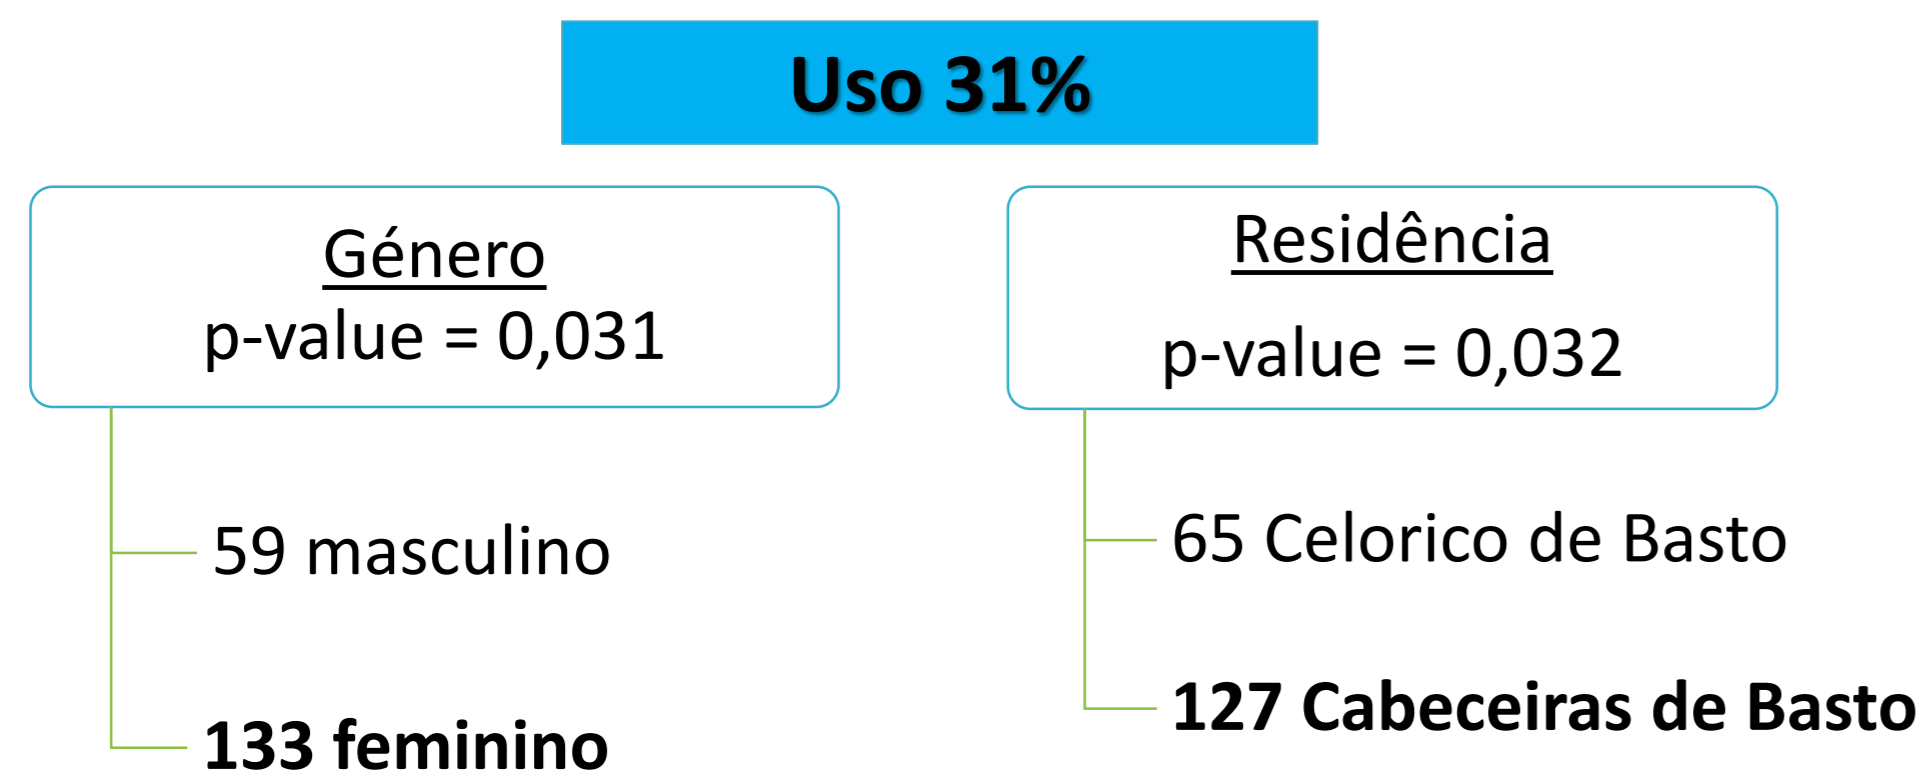 Uso 31%
Género
p-value = 0,031
59 masculino
133 feminino
Residência
p-value = 0,032
65 Celorico de Basto
127 Cabeceiras de Basto